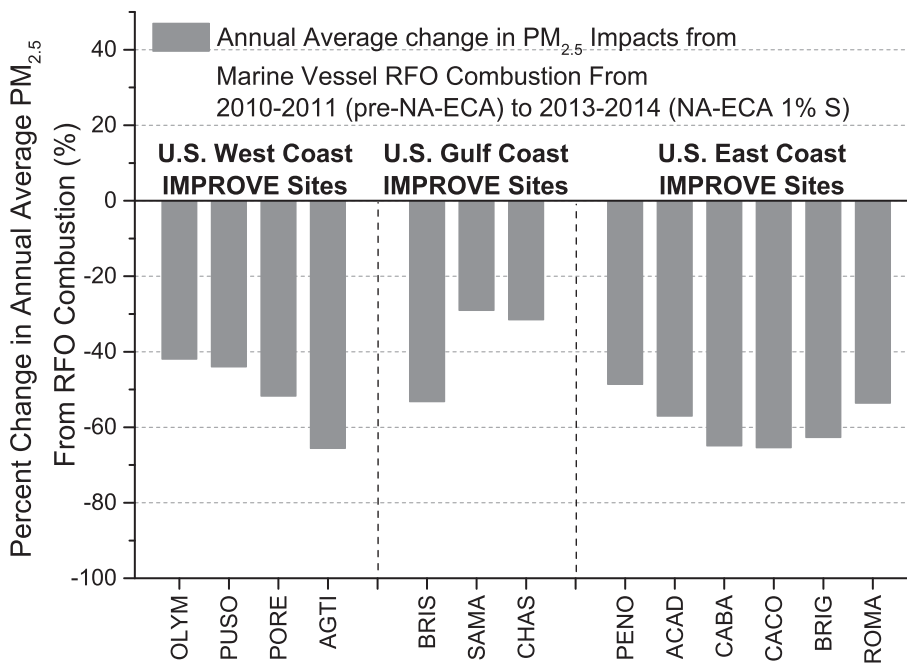 Percent Change in Annual Average PM2.5
From RFO Combustion (%)
40
20
0
-20
-40
-60
-80
-100
Annual Average change in PM2.5 Impacts from
Marine Vessel RFO Combustion From
2010-2011 (pre-NA-ECA) to 2013-2014 (NA-ECA 1% S)
U.S. West Coast
IMPROVE Sites
U.S. Gulf Coast
IMPROVE Sites
U.S. East Coast
IMPROVE Sites
OLYM
PUSO
PORE
AGTI
BRIS
SAMA
CHAS
PENO
ACAD
CABA
CACO
BRIG
ROMA